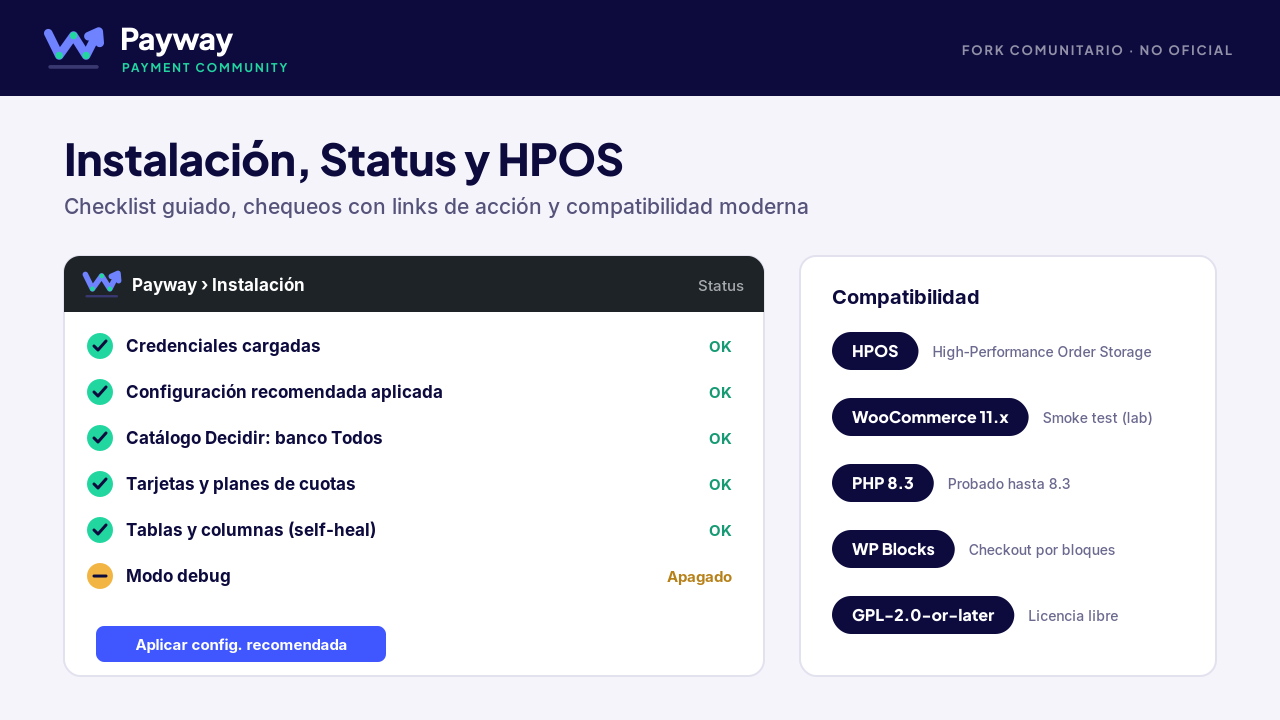 Payway
PAYMENT COMMUNITY
FORK COMUNITARIO · NO OFICIAL
Instalación, Status y HPOS
Checklist guiado, chequeos con links de acción y compatibilidad moderna
Payway › Instalación
Status
Credenciales cargadas
OK
Configuración recomendada aplicada
OK
Catálogo Decidir: banco Todos
OK
Tarjetas y planes de cuotas
OK
Tablas y columnas (self-heal)
OK
Modo debug
Apagado
Aplicar config. recomendada
Compatibilidad
HPOS
High-Performance Order Storage
WooCommerce 11.x
Smoke test (lab)
PHP 8.3
Probado hasta 8.3
WP Blocks
Checkout por bloques
GPL-2.0-or-later
Licencia libre